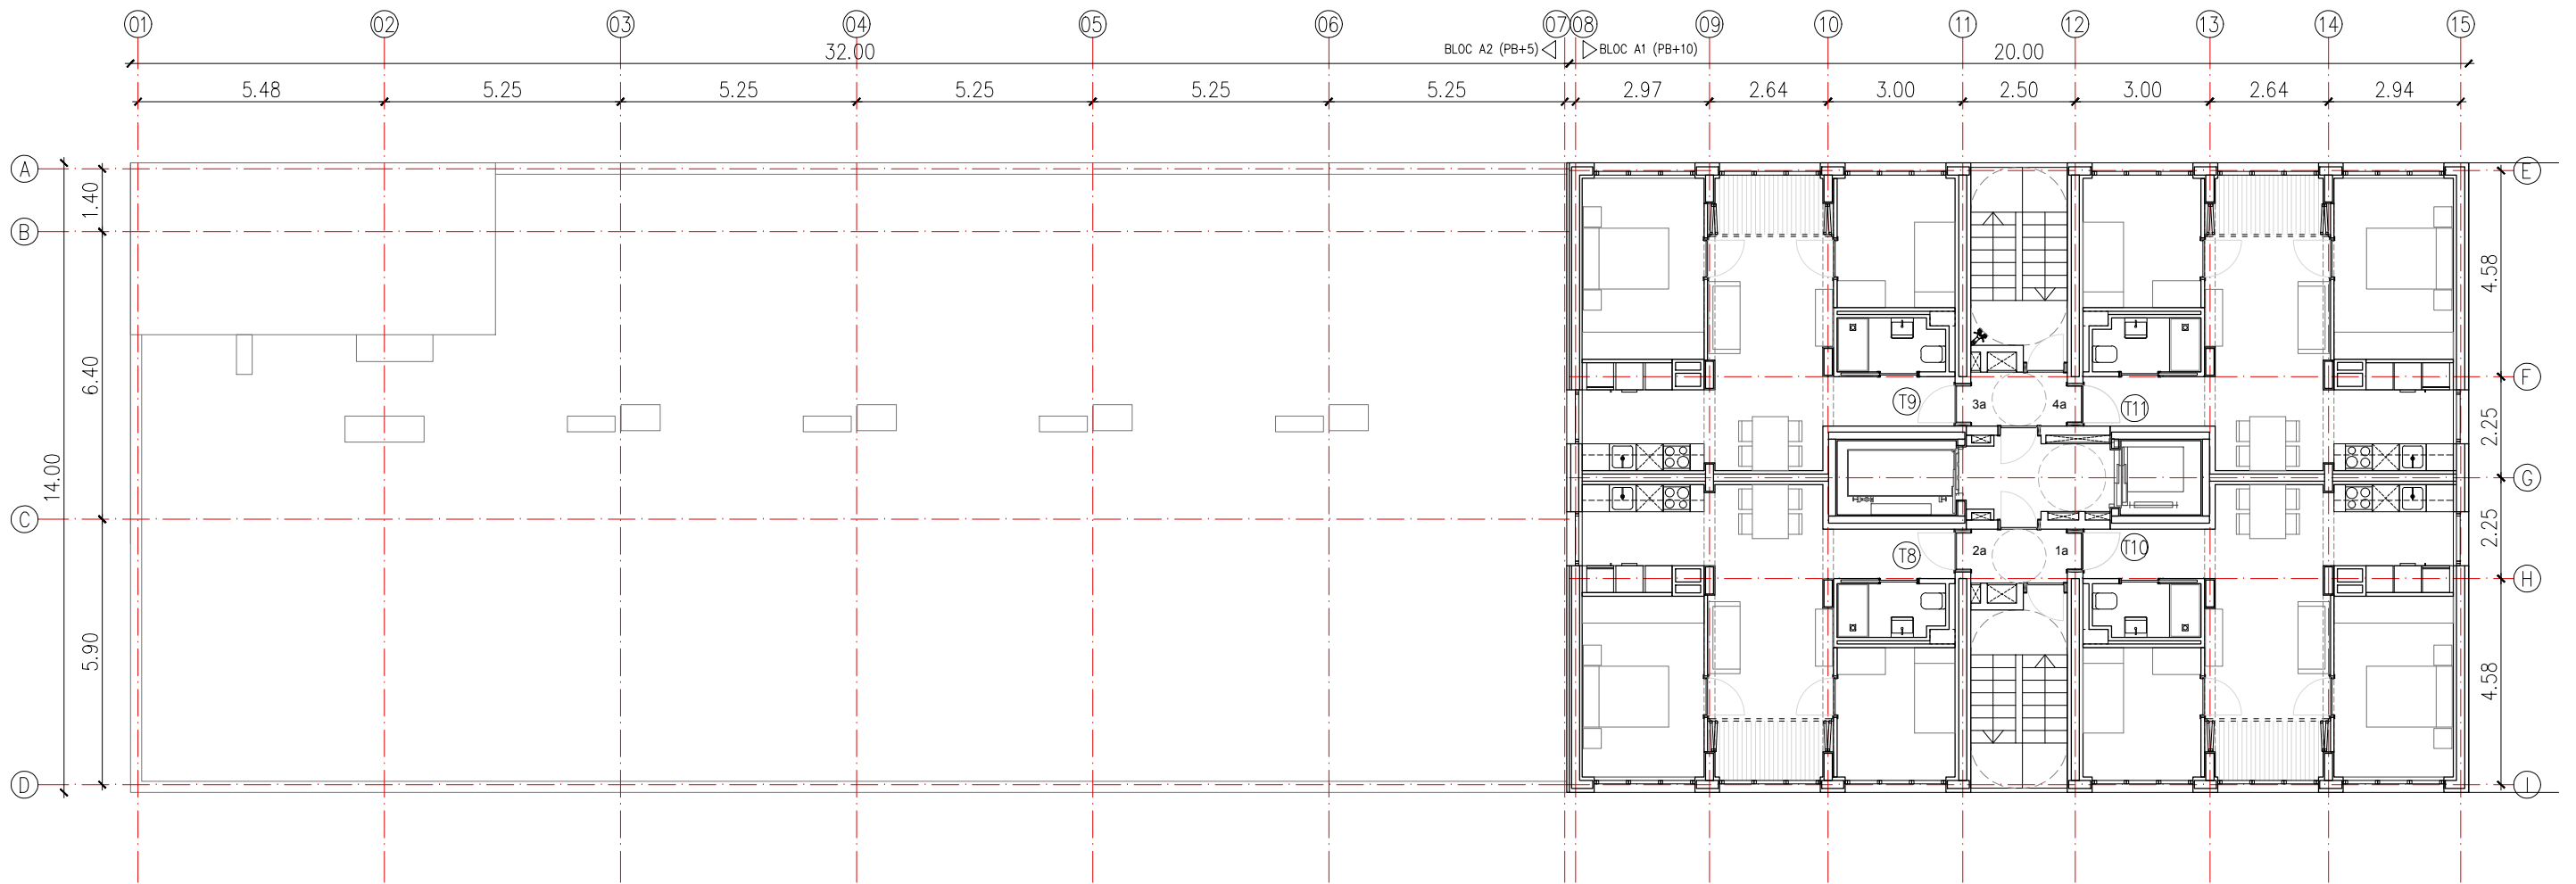 01 02 03 04 05 06 07 08 09 10 11 12 13 14 15
32.00 BLOC A2 (PB+5) BLOC A1 (PB+10) 20.00
5.48 5.25 5.25 5.25 5.25 5.25 2.97 2.64 3.00 2.50 3.00 2.64 2.94
A E
1.40
B
4.58
6.40
F
T9 3a 4a T11
2.25
14.00
G
C
2.25
T8 2a 1a T10
H
5.90
4.58
D I